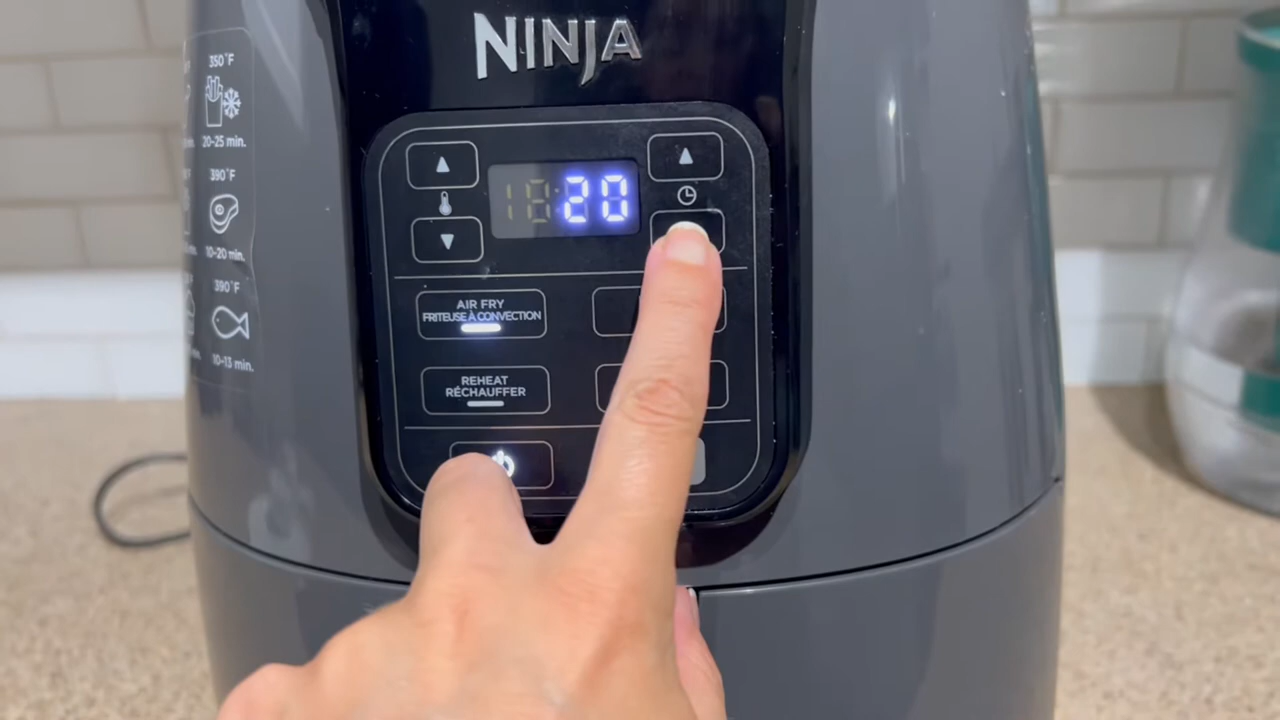 NINJA
350°F
20–25 min.
390°F
10–20 min.
390°F
10–13 min.
20
AIR FRY
FRITEUSE À CONVECTION
REHEAT
RÉCHAUFFER